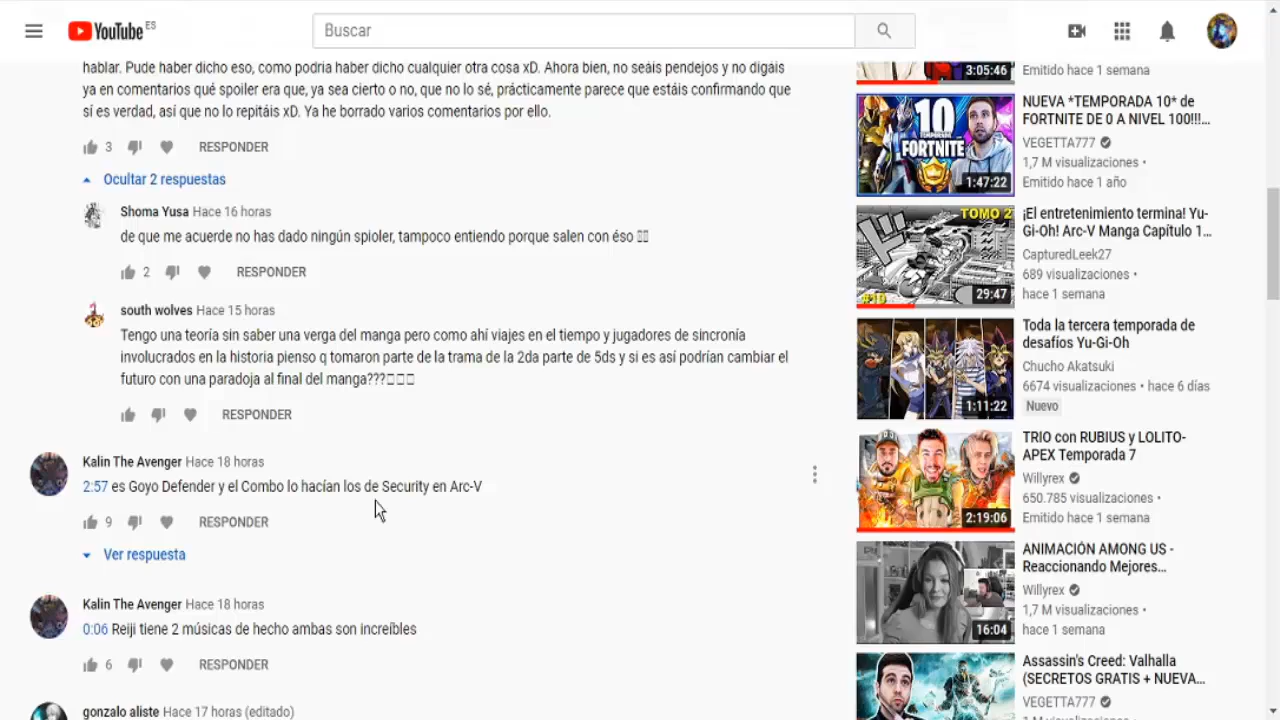 YouTube ES
Buscar
hablar. Pude haber dicho eso, como podría haber dicho cualquier otra cosa xD. Ahora bien, no seáis pendejos y no digáis
ya en comentarios qué spoiler era que, ya sea cierto o no, que no lo sé, prácticamente parece que estáis confirmando que
sí es verdad, así que no lo repitáis xD. Ya he borrado varios comentarios por ello.
3 RESPONDER
Ocultar 2 respuestas
Shoma Yusa Hace 16 horas
de que me acuerde no has dado ningún spioler, tampoco entiendo porque salen con éso
2 RESPONDER
south wolves Hace 15 horas
Tengo una teoría sin saber una verga del manga pero como ahí viajes en el tiempo y jugadores de sincronía
involucrados en la historia pienso q tomaron parte de la trama de la 2da parte de 5ds y si es así podrían cambiar el
futuro con una paradoja al final del manga???
RESPONDER
Kalin The Avenger Hace 18 horas
2:57 es Goyo Defender y el Combo lo hacían los de Security en Arc-V
9 RESPONDER
Ver respuesta
Kalin The Avenger Hace 18 horas
0:06 Reiji tiene 2 músicas de hecho ambas son increíbles
6 RESPONDER
gonzalo aliste Hace 17 horas (editado)
3:05:46
Emitido hace 1 semana
10
TEMPORADA
FORTNITE
1:47:22
NUEVA *TEMPORADA 10* de
FORTNITE DE 0 A NIVEL 100!!!...
VEGETTA777
1,7 M visualizaciones •
Emitido hace 1 año
TOMO 2
#10
29:47
¡El entretenimiento termina! Yu-
Gi-Oh! Arc-V Manga Capítulo 1...
CapturedLeek27
689 visualizaciones •
hace 1 semana
1:11:22
Toda la tercera temporada de
desafíos Yu-Gi-Oh
Chucho Akatsuki
6674 visualizaciones • hace 6 días
Nuevo
2:19:06
TRIO con RUBIUS y LOLITO-
APEX Temporada 7
Willyrex
650.785 visualizaciones •
Emitido hace 1 semana
16:04
ANIMACIÓN AMONG US -
Reaccionando Mejores...
Willyrex
1,7 M visualizaciones •
hace 1 semana
Assassin's Creed: Valhalla
(SECRETOS GRATIS + NUEVA...
VEGETTA777